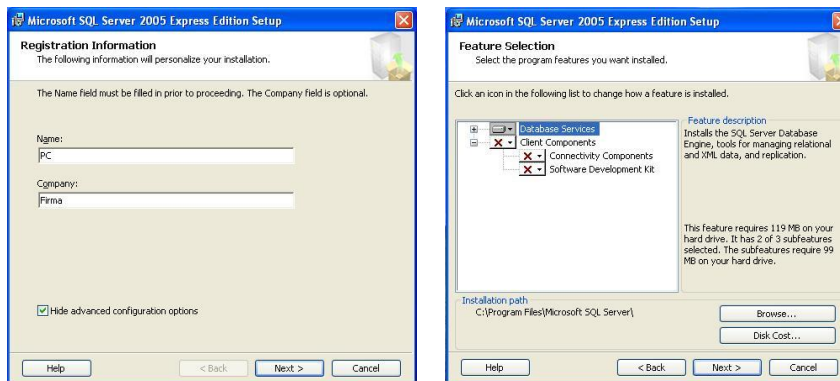 Microsoft SQL Server 2005 Express Edition Setup
Registration Information
The following information will personalize your installation.
The Name field must be filled in prior to proceeding. The Company field is optional.
Name:
PC
Company:
Firma
Hide advanced configuration options
Help
< Back
Next >
Cancel
Microsoft SQL Server 2005 Express Edition Setup
Feature Selection
Select the program features you want installed.
Click an icon in the following list to change how a feature is installed.
Database Services
Client Components
Connectivity Components
Software Development Kit
Feature description
Installs the SQL Server Database
Engine, tools for managing relational
and XML data, and replication.
This feature requires 119 MB on your
hard drive. It has 2 of 3 subfeatures
selected. The subfeatures require 99
MB on your hard drive.
Installation path
C:\Program Files\Microsoft SQL Server\
Browse...
Disk Cost...
Help
< Back
Next >
Cancel